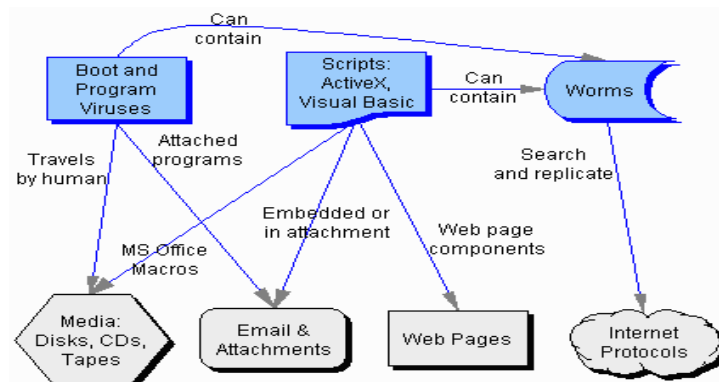 Can
contain
Boot and
Program
Viruses
Scripts:
ActiveX,
Visual Basic
Can
contain
Worms
Travels
by human
Attached
programs
Search
and replicate
Embedded or
in attachment
Web page
components
MS Office
Macros
Media:
Disks, CDs,
Tapes
Email &
Attachments
Web Pages
Internet
Protocols